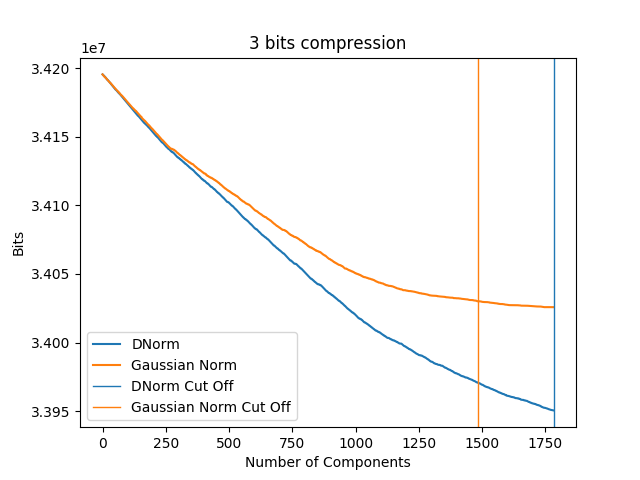 3 bits compression
1e7
3.420
3.415
3.410
3.405
3.400
3.395
Bits
DNorm
Gaussian Norm
DNorm Cut Off
Gaussian Norm Cut Off
0 250 500 750 1000 1250 1500 1750
Number of Components